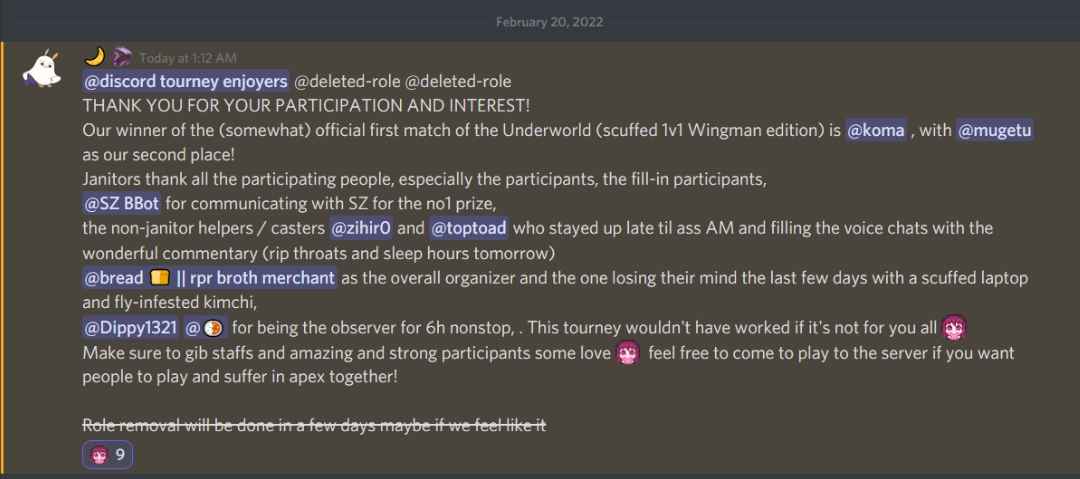 February 20, 2022
Today at 1:12 AM
@discord tourney enjoyers @deleted-role @deleted-role
THANK YOU FOR YOUR PARTICIPATION AND INTEREST!
Our winner of the (somewhat) official first match of the Underworld (scuffed 1v1 Wingman edition) is @koma , with @mugetu
as our second place!
Janitors thank all the participating people, especially the participants, the fill-in participants,
@SZ BBot for communicating with SZ for the no1 prize,
the non-janitor helpers / casters @zihir0 and @toptoad who stayed up late til ass AM and filling the voice chats with the
wonderful commentary (rip throats and sleep hours tomorrow)
@bread 🍞 || rpr broth merchant as the overall organizer and the one losing their mind the last few days with a scuffed laptop
and fly-infested kimchi,
@Dippy1321 @🍘 for being the observer for 6h nonstop, . This tourney wouldn't have worked if it's not for you all
Make sure to gib staffs and amazing and strong participants some love feel free to come to play to the server if you want
people to play and suffer in apex together!
Role removal will be done in a few days maybe if we feel like it
9